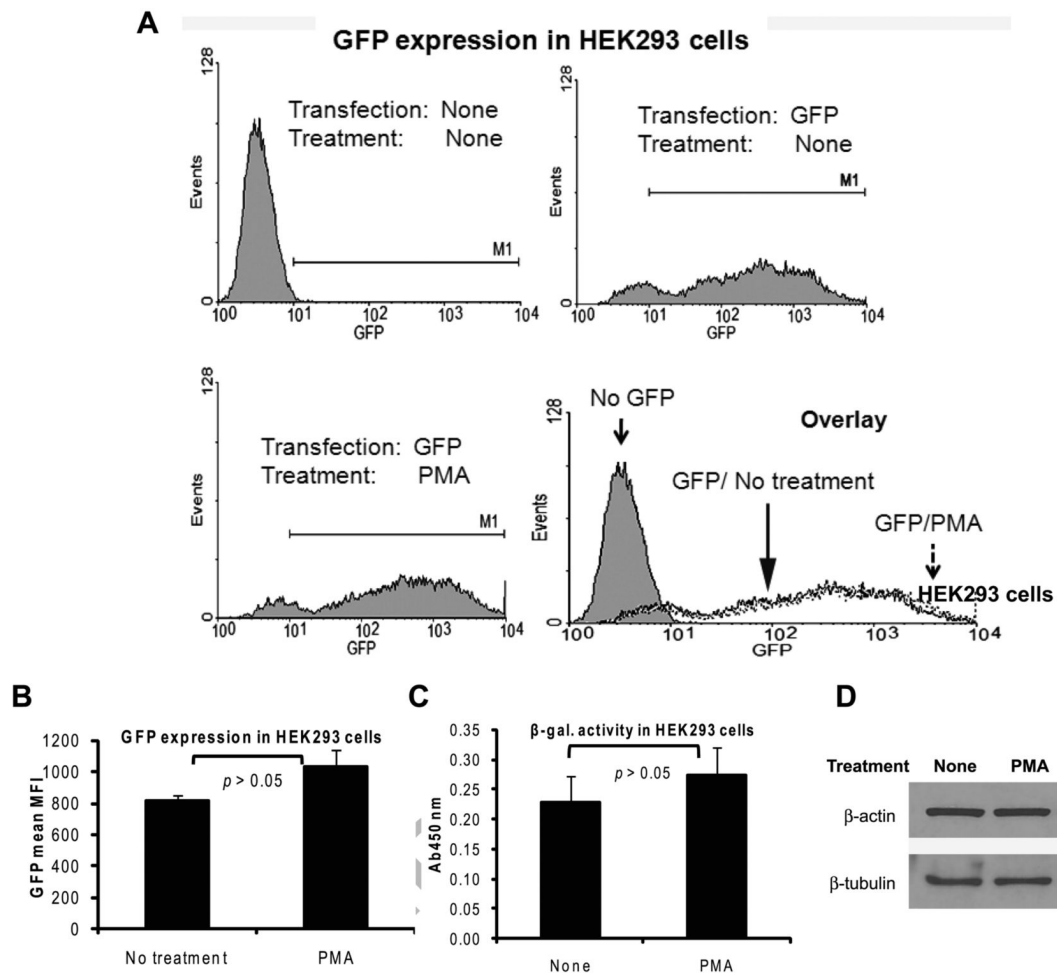 A
GFP expression in HEK293 cells
128
Events
0
Transfection: None
Treatment: None
M1
10^0 10^1 10^2 10^3 10^4
GFP
128
Events
0
Transfection: GFP
Treatment: None
M1
10^0 10^1 10^2 10^3 10^4
GFP
128
Events
0
Transfection: GFP
Treatment: PMA
M1
10^0 10^1 10^2 10^3 10^4
GFP
128
Events
0
No GFP
Overlay
GFP/ No treatment
GFP/PMA
HEK293 cells
10^0 10^1 10^2 10^3 10^4
GFP
B
GFP expression in HEK293 cells
p > 0.05
GFP mean MFI
1200
1000
800
600
400
200
0
No treatment PMA
C
β-gal. activity in HEK293 cells
p > 0.05
Ab450 nm
0.35
0.30
0.25
0.20
0.15
0.10
0.05
0.00
None PMA
D
Treatment None PMA
β-actin
β-tubulin